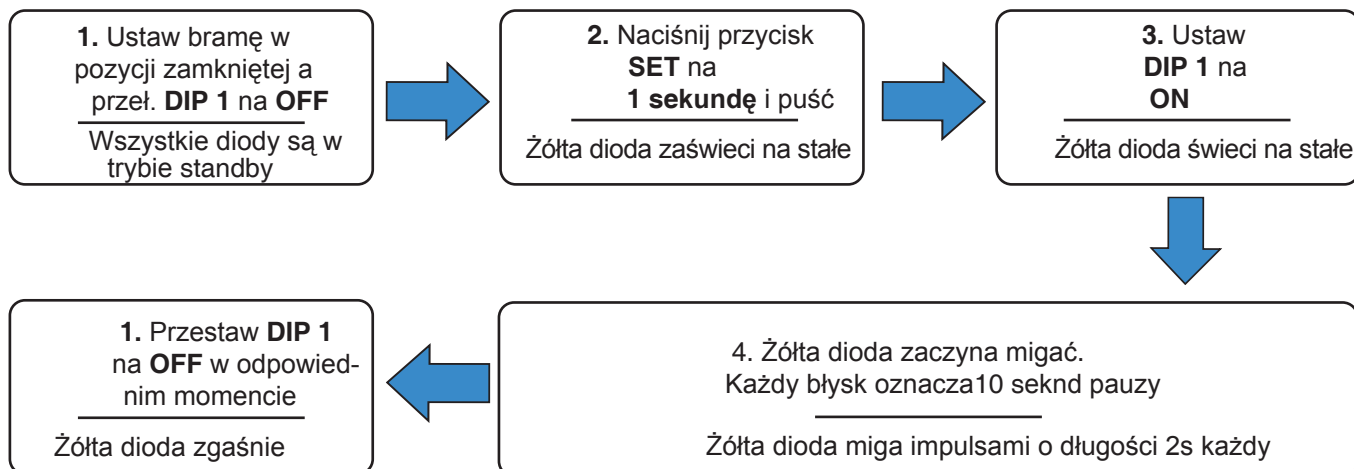 1. Ustaw bramę w
pozycji zamkniętej a
przeł. DIP 1 na OFF
Wszystkie diody są w
trybie standby
2. Naciśnij przycisk
SET na
1 sekundę i puść
Żółta dioda zaświeci na stałe
3. Ustaw
DIP 1 na
ON
Żółta dioda świeci na stałe
4. Żółta dioda zaczyna migać.
Każdy błysk oznacza10 seknd pauzy
Żółta dioda miga impulsami o długości 2s każdy
1. Przestaw DIP 1
na OFF w odpowied-
nim momencie
Żółta dioda zgaśnie